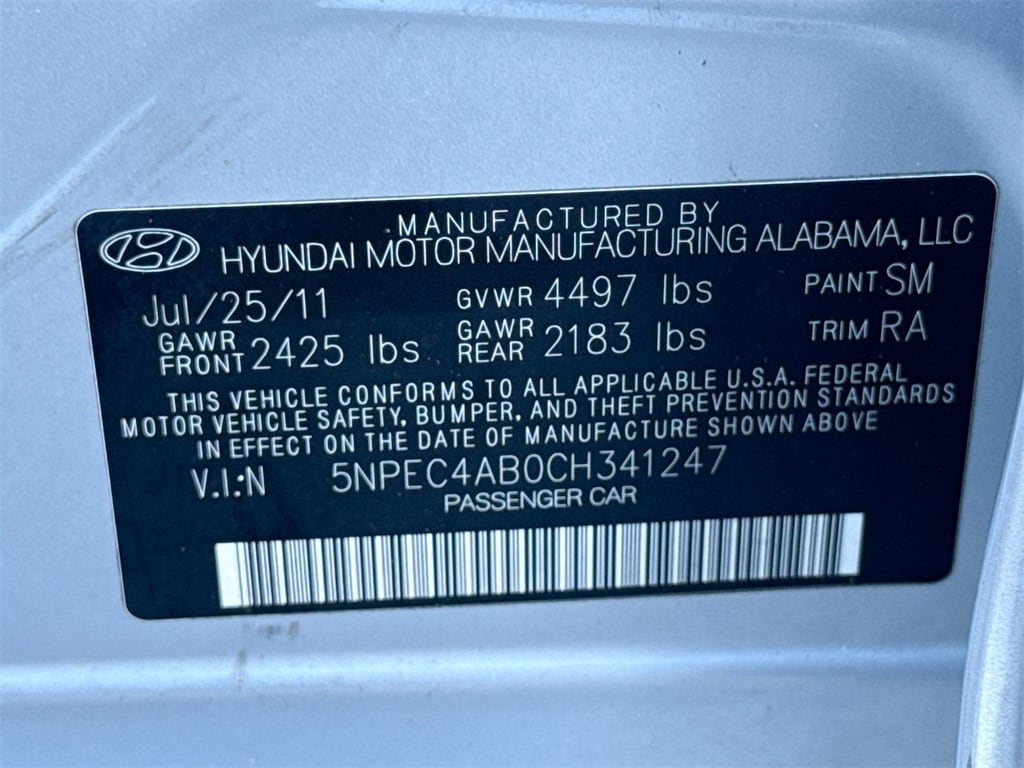 MANUFACTURED BY
HYUNDAI MOTOR MANUFACTURING ALABAMA, LLC
Jul/25/11 GVWR 4497 lbs PAINT SM
GAWR FRONT 2425 lbs GAWR REAR 2183 lbs TRIM RA
THIS VEHICLE CONFORMS TO ALL APPLICABLE U.S.A. FEDERAL
MOTOR VEHICLE SAFETY, BUMPER, AND THEFT PREVENTION STANDARDS
IN EFFECT ON THE DATE OF MANUFACTURE SHOWN ABOVE
V.I.N 5NPEC4AB0CH341247
PASSENGER CAR